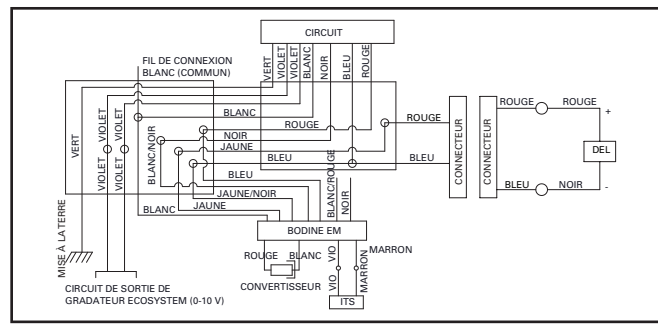 CIRCUIT
FIL DE CONNEXION
BLANC (COMMUN)
VERT
VIOLET
VIOLET
BLANC
NOIR
BLEU
ROUGE
BLANC
ROUGE
NOIR
JAUNE
BLEU
ROUGE
BLEU
CONNECTEUR
CONNECTEUR
ROUGE
ROUGE
+
DEL
BLEU
NOIR
-
VERT
VIOLET
VIOLET
VIOLET
VIOLET
BLANC/NOIR
BLEU
JAUNE/NOIR
JAUNE
BLANC
BLANC/ROUGE
NOIR
BODINE EM
MISE À LA TERRE
ROUGE
BLANC
CONVERTISSEUR
VIO
VIO
MARRON
MARRON
ITS
CIRCUIT DE SORTIE DE
GRADATEUR ECOSYSTEM (0-10 V)